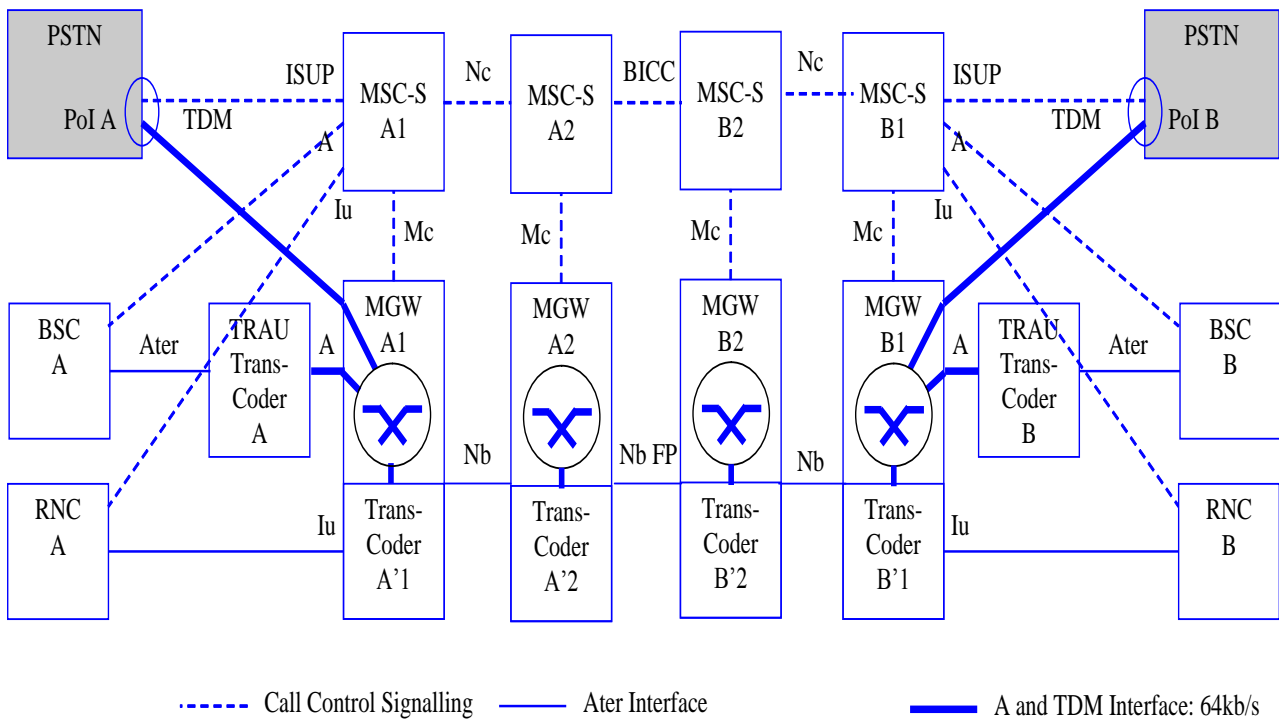 PSTN
PoI A
ISUP
TDM
A
Iu
MSC-S
A1
Nc
MSC-S
A2
BICC
MSC-S
B2
Nc
MSC-S
B1
ISUP
TDM
A
Iu
PSTN
PoI B
Mc
Mc
Mc
Mc
BSC
A
Ater
TRAU
Trans-
Coder
A
A
MGW
A1
MGW
A2
MGW
B2
MGW
B1
A
TRAU
Trans-
Coder
B
Ater
BSC
B
Nb
Nb FP
Nb
RNC
A
Iu
Trans-
Coder
A’1
Trans-
Coder
A’2
Trans-
Coder
B’2
Trans-
Coder
B’1
Iu
RNC
B
Call Control Signalling
Ater Interface
A and TDM Interface: 64kb/s